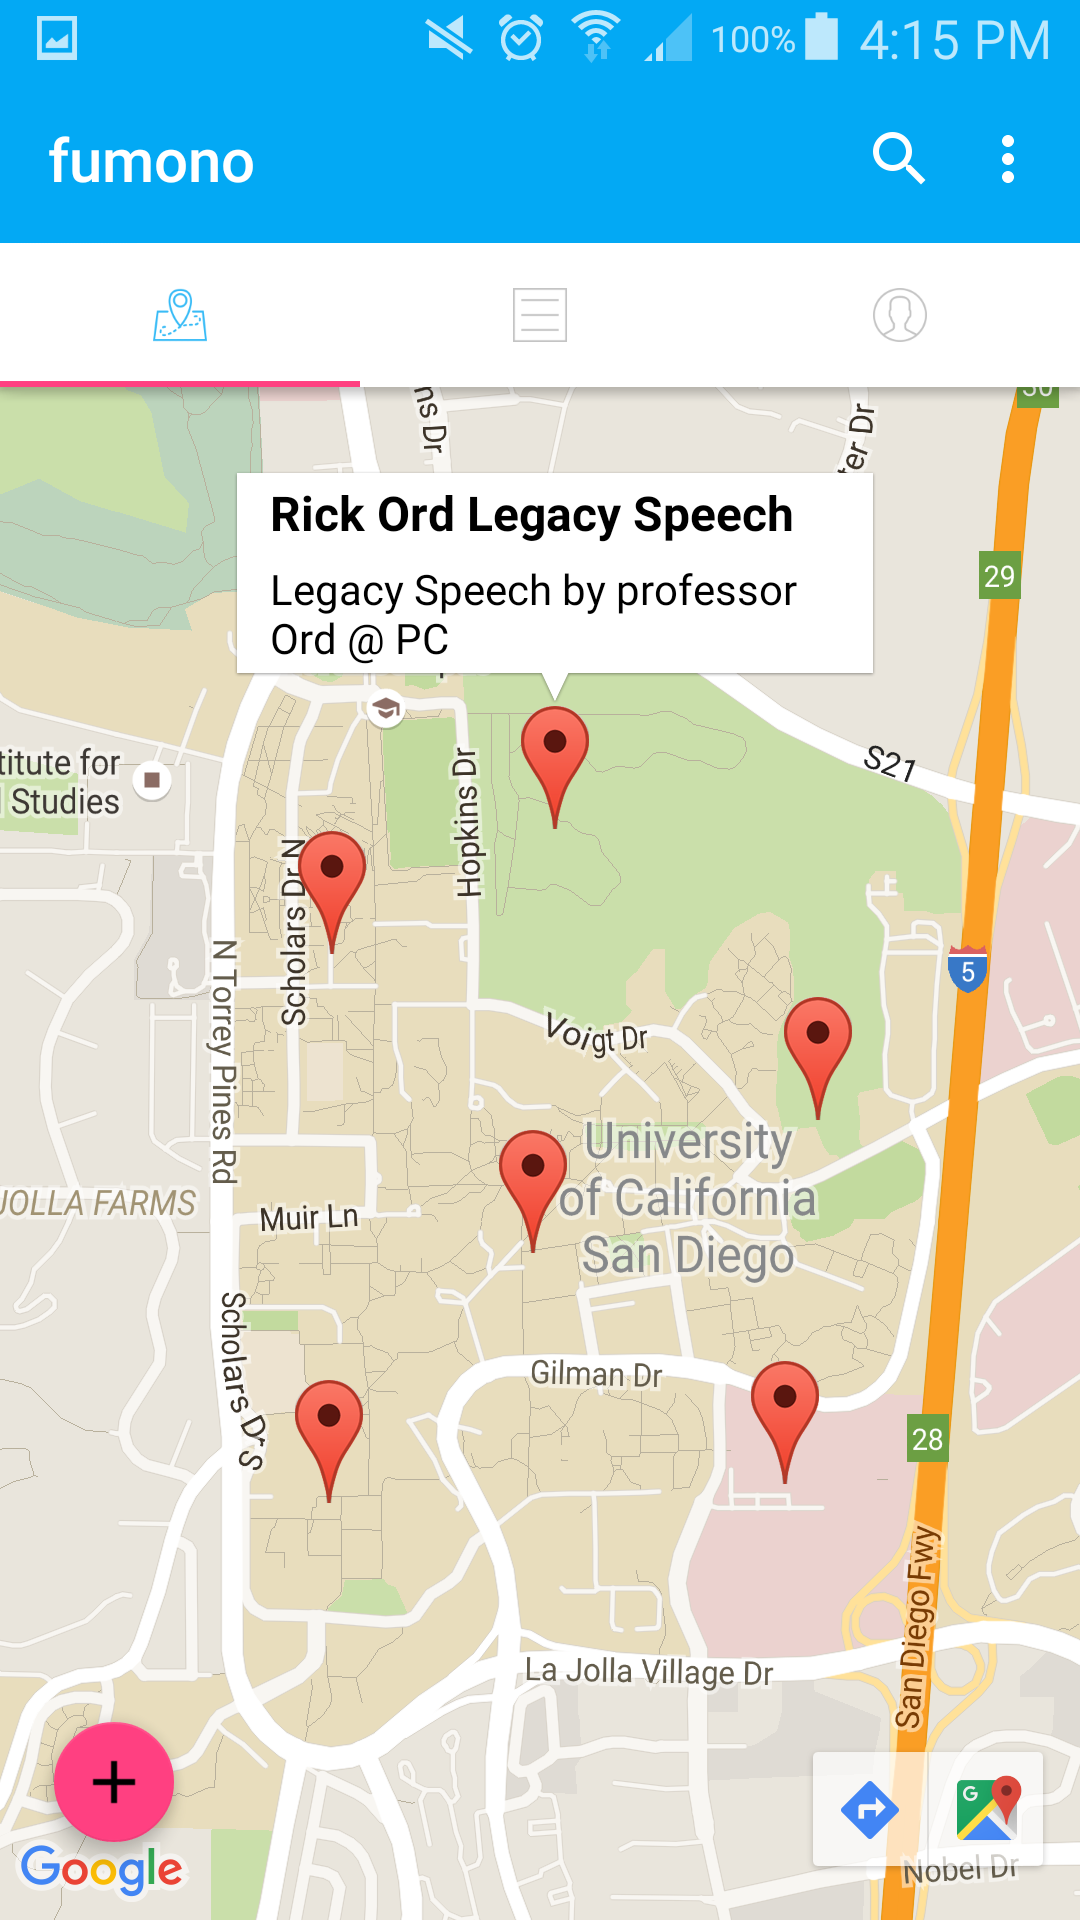 100% 4:15 PM
fumono
ns Dr
ter Dr
30
Rick Ord Legacy Speech
Legacy Speech by professor
Ord @ PC
29
S21
titute for
l Studies
Hopkins Dr
Scholars Dr N
N Torrey Pines Rd
5
Voigt Dr
University
of California
San Diego
JOLLA FARMS
Muir Ln
Scholars Dr S
Gilman Dr
28
San Diego Fwy
La Jolla Village Dr
+
G
Google
Nobel Dr